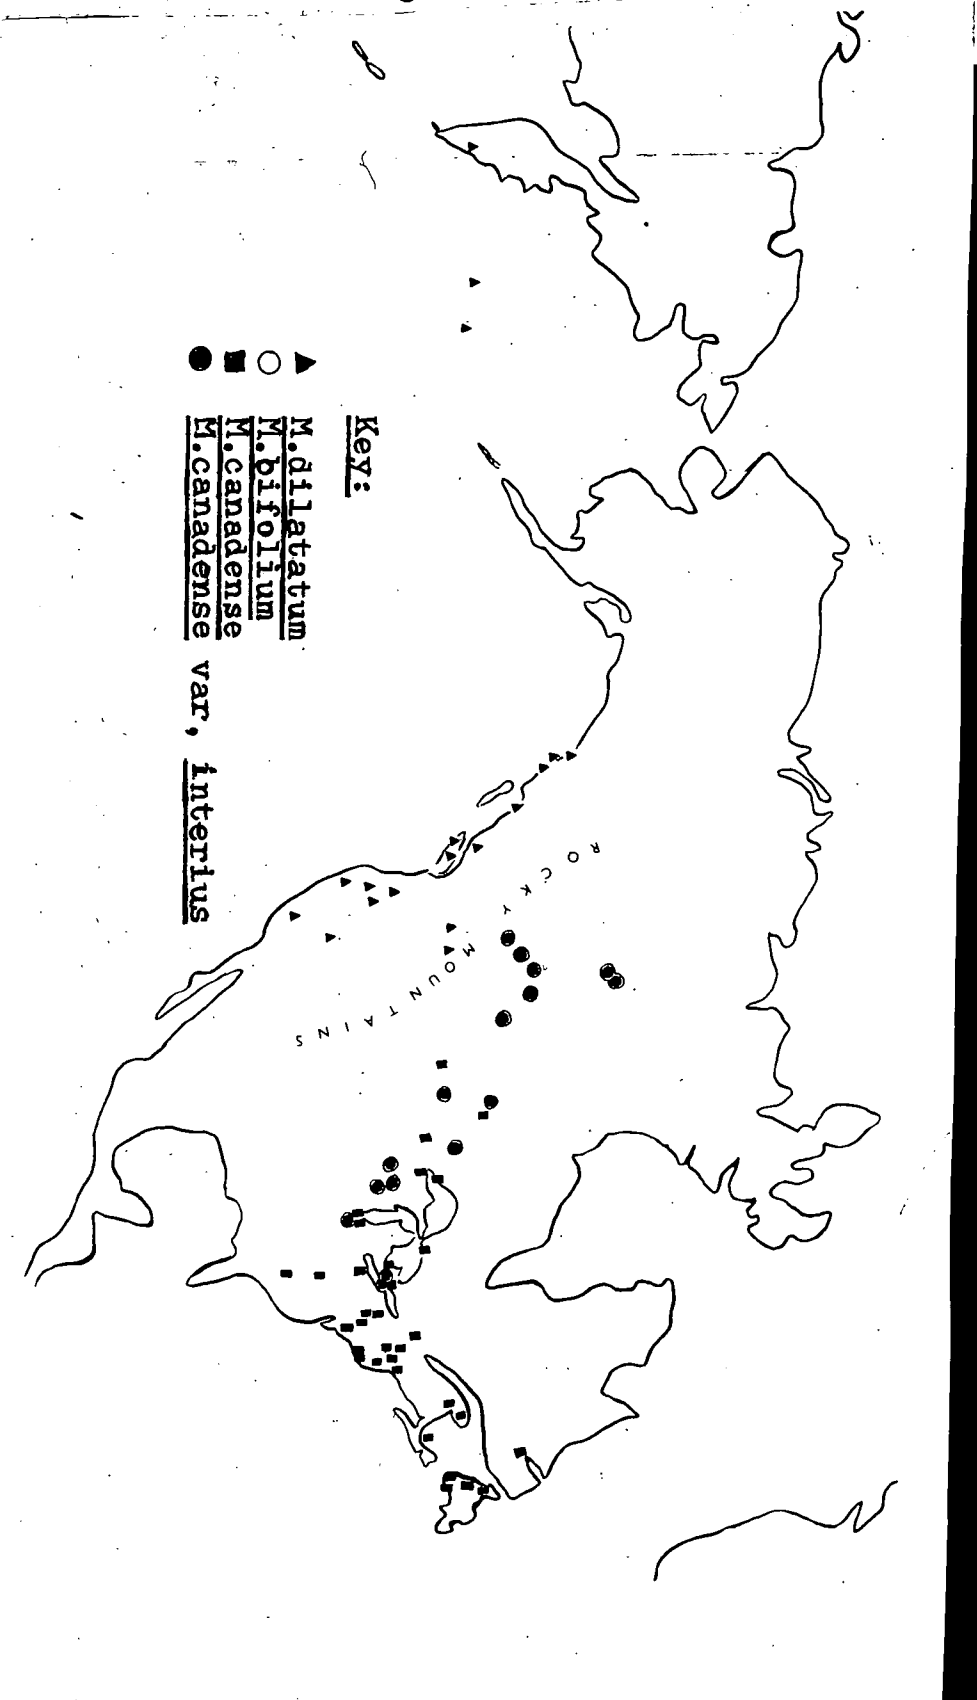 ROCKY MOUNTAINS
Key:
M.dilatatum
M.bifolium
M.canadense
M.canadense var, interius